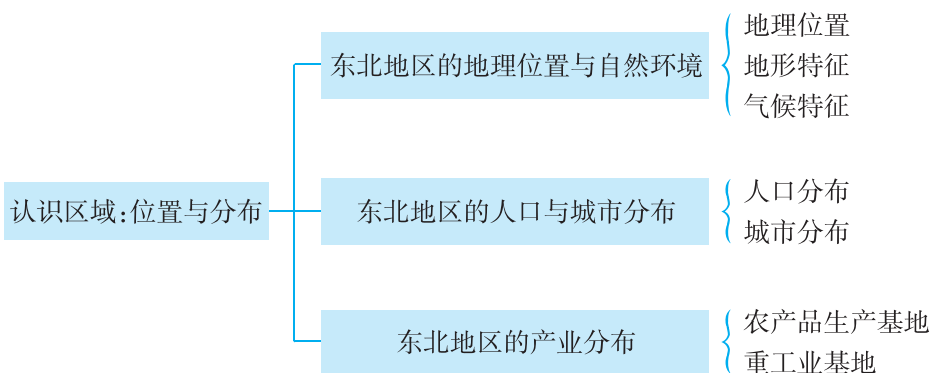 认识区域:位置与分布
东北地区的地理位置与自然环境
地理位置
地形特征
气候特征
东北地区的人口与城市分布
人口分布
城市分布
东北地区的产业分布
农产品生产基地
重工业基地